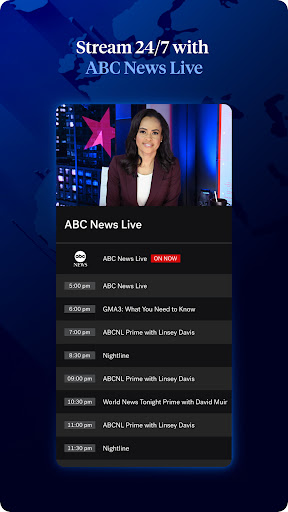 Stream 24/7 with
ABC News Live
ABC News Live
abc
NEWS
ABC News Live ON NOW
5:00 pm ABC News Live
6:00 pm GMA3: What You Need to Know
7:00 pm ABCNL Prime with Linsey Davis
8:30 pm Nightline
09:00 pm ABCNL Prime with Linsey Davis
10:30 pm World News Tonight Prime with David Muir
11:00 pm ABCNL Prime with Linsey Davis
11:30 pm Nightline